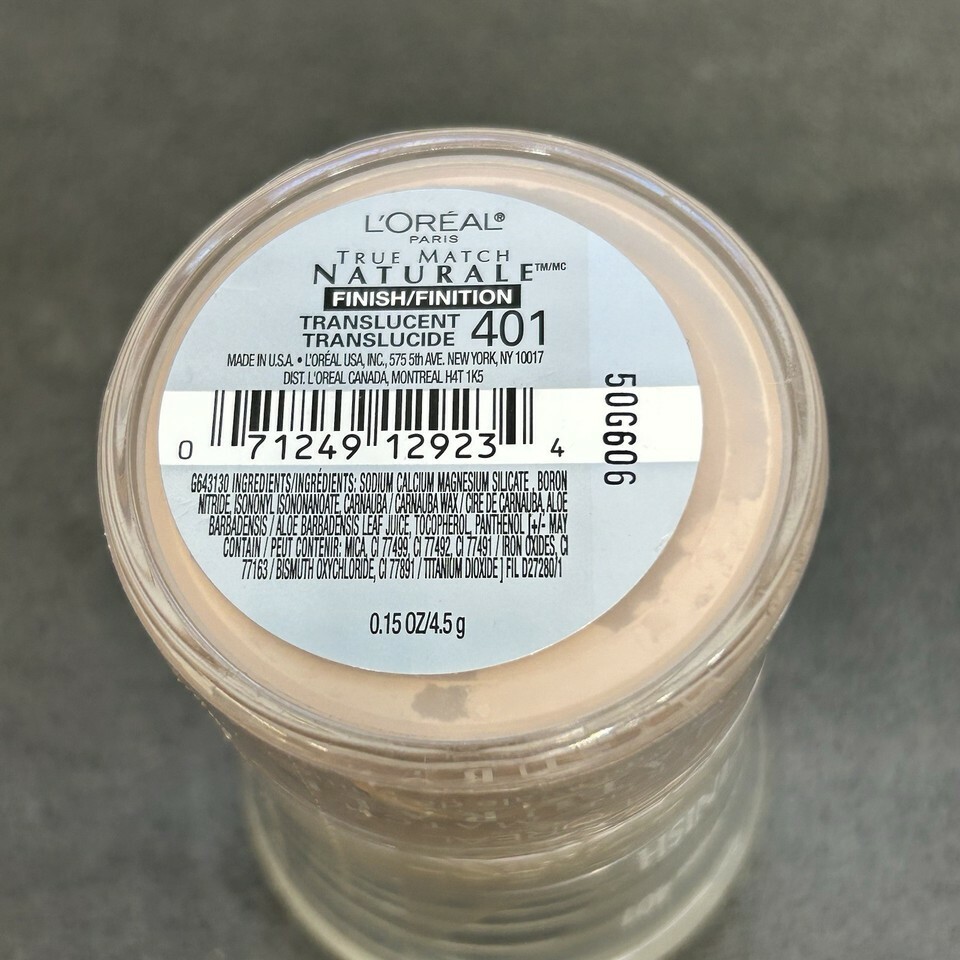 L'ORÉAL®
PARIS
TRUE MATCH
NATURALE™/MC
FINISH/FINITION
TRANSLUCENT
TRANSLUCIDE 401
MADE IN U.S.A. • L'ORÉAL USA, INC., 575 5th AVE. NEW YORK, NY 10017
DIST. L'OREAL CANADA, MONTREAL H4T 1K5
0 71249 12923 4
50G606
G643130 INGREDIENTS/INGRÉDIENTS: SODIUM CALCIUM MAGNESIUM SILICATE, BORON
NITRIDE, ISONONYL ISONONANOATE, CARNAUBA / CARNAUBA WAX / CIRE DE CARNAUBA, ALOE
BARBADENSIS / ALOE BARBADENSIS LEAF JUICE, TOCOPHEROL, PANTHENOL [+/- MAY
CONTAIN / PEUT CONTENIR: MICA, CI 77499, CI 77492, CI 77491 / IRON OXIDES, CI
77163 / BISMUTH OXYCHLORIDE, CI 77891 / TITANIUM DIOXIDE ] FIL D27280/1
0.15 OZ/4.5 g